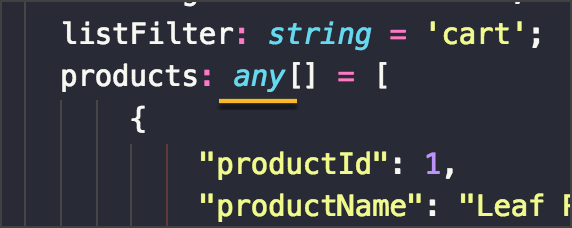 listFilter: string = 'cart';
products: any[] = [
{
"productId": 1,
"productName": "Leaf